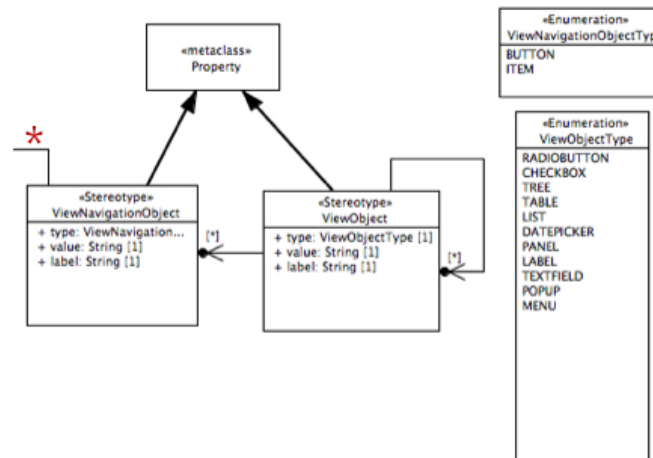 «metaclass»
Property
*
«Stereotype»
ViewNavigationObject
+ type: ViewNavigation...
+ value: String [1]
+ label: String [1]
[*]
«Stereotype»
ViewObject
+ type: ViewObjectType [1]
+ value: String [1]
+ label: String [1]
[*]
«Enumeration»
ViewNavigationObjectTyp
BUTTON
ITEM
«Enumeration»
ViewObjectType
RADIOBUTTON
CHECKBOX
TREE
TABLE
LIST
DATEPICKER
PANEL
LABEL
TEXTFIELD
POPUP
MENU